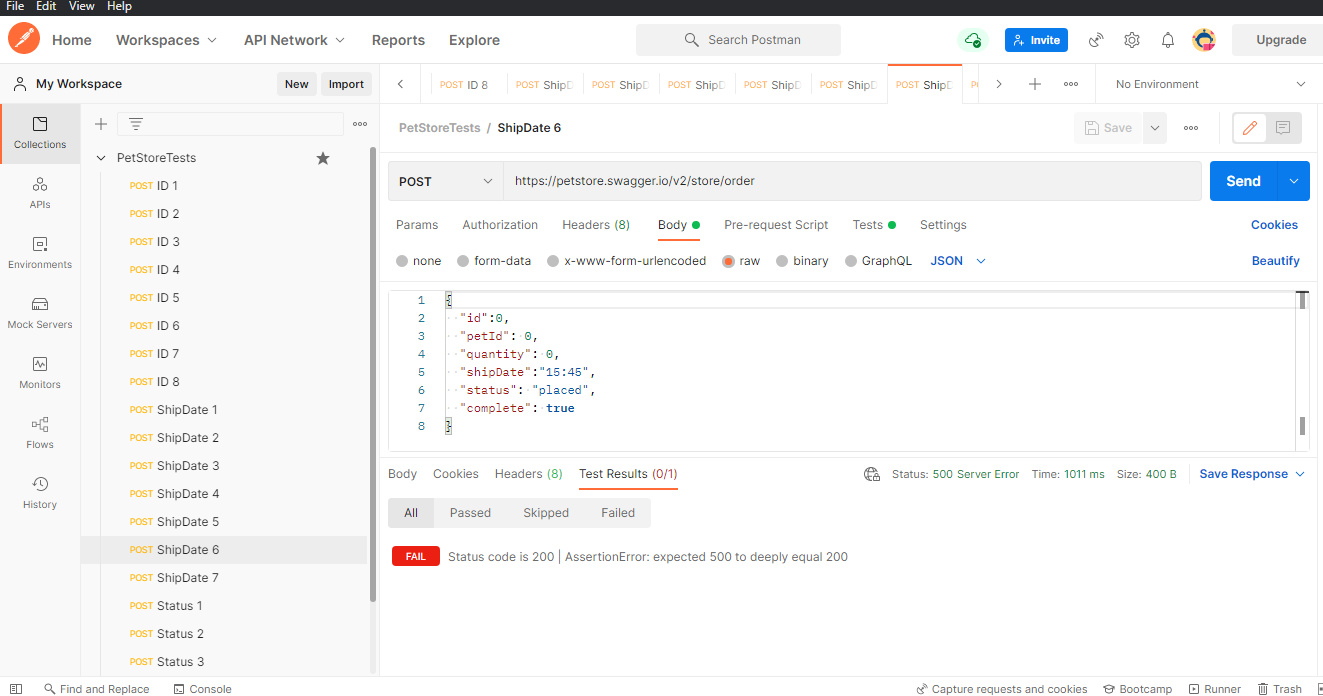 File Edit View Help
Home Workspaces API Network Reports Explore Search Postman Invite Upgrade
My Workspace New Import POST ID 8 POST ShipD POST ShipD POST ShipD POST ShipD POST ShipD POST ShipD No Environment
Collections
APIs
Environments
Mock Servers
Monitors
Flows
History
PetStoreTests
POST ID 1
POST ID 2
POST ID 3
POST ID 4
POST ID 5
POST ID 6
POST ID 7
POST ID 8
POST ShipDate 1
POST ShipDate 2
POST ShipDate 3
POST ShipDate 4
POST ShipDate 5
POST ShipDate 6
POST ShipDate 7
POST Status 1
POST Status 2
POST Status 3
PetStoreTests / ShipDate 6 Save
POST https://petstore.swagger.io/v2/store/order Send
Params Authorization Headers (8) Body Pre-request Script Tests Settings Cookies
none form-data x-www-form-urlencoded raw binary GraphQL JSON Beautify
1 {
2 "id":0,
3 "petId": 0,
4 "quantity": 0,
5 "shipDate":"15:45",
6 "status": "placed",
7 "complete": true
8 }
Body Cookies Headers (8) Test Results (0/1) Status: 500 Server Error Time: 1011 ms Size: 400 B Save Response
All Passed Skipped Failed
FAIL Status code is 200 | AssertionError: expected 500 to deeply equal 200
Find and Replace Console Capture requests and cookies Bootcamp Runner Trash